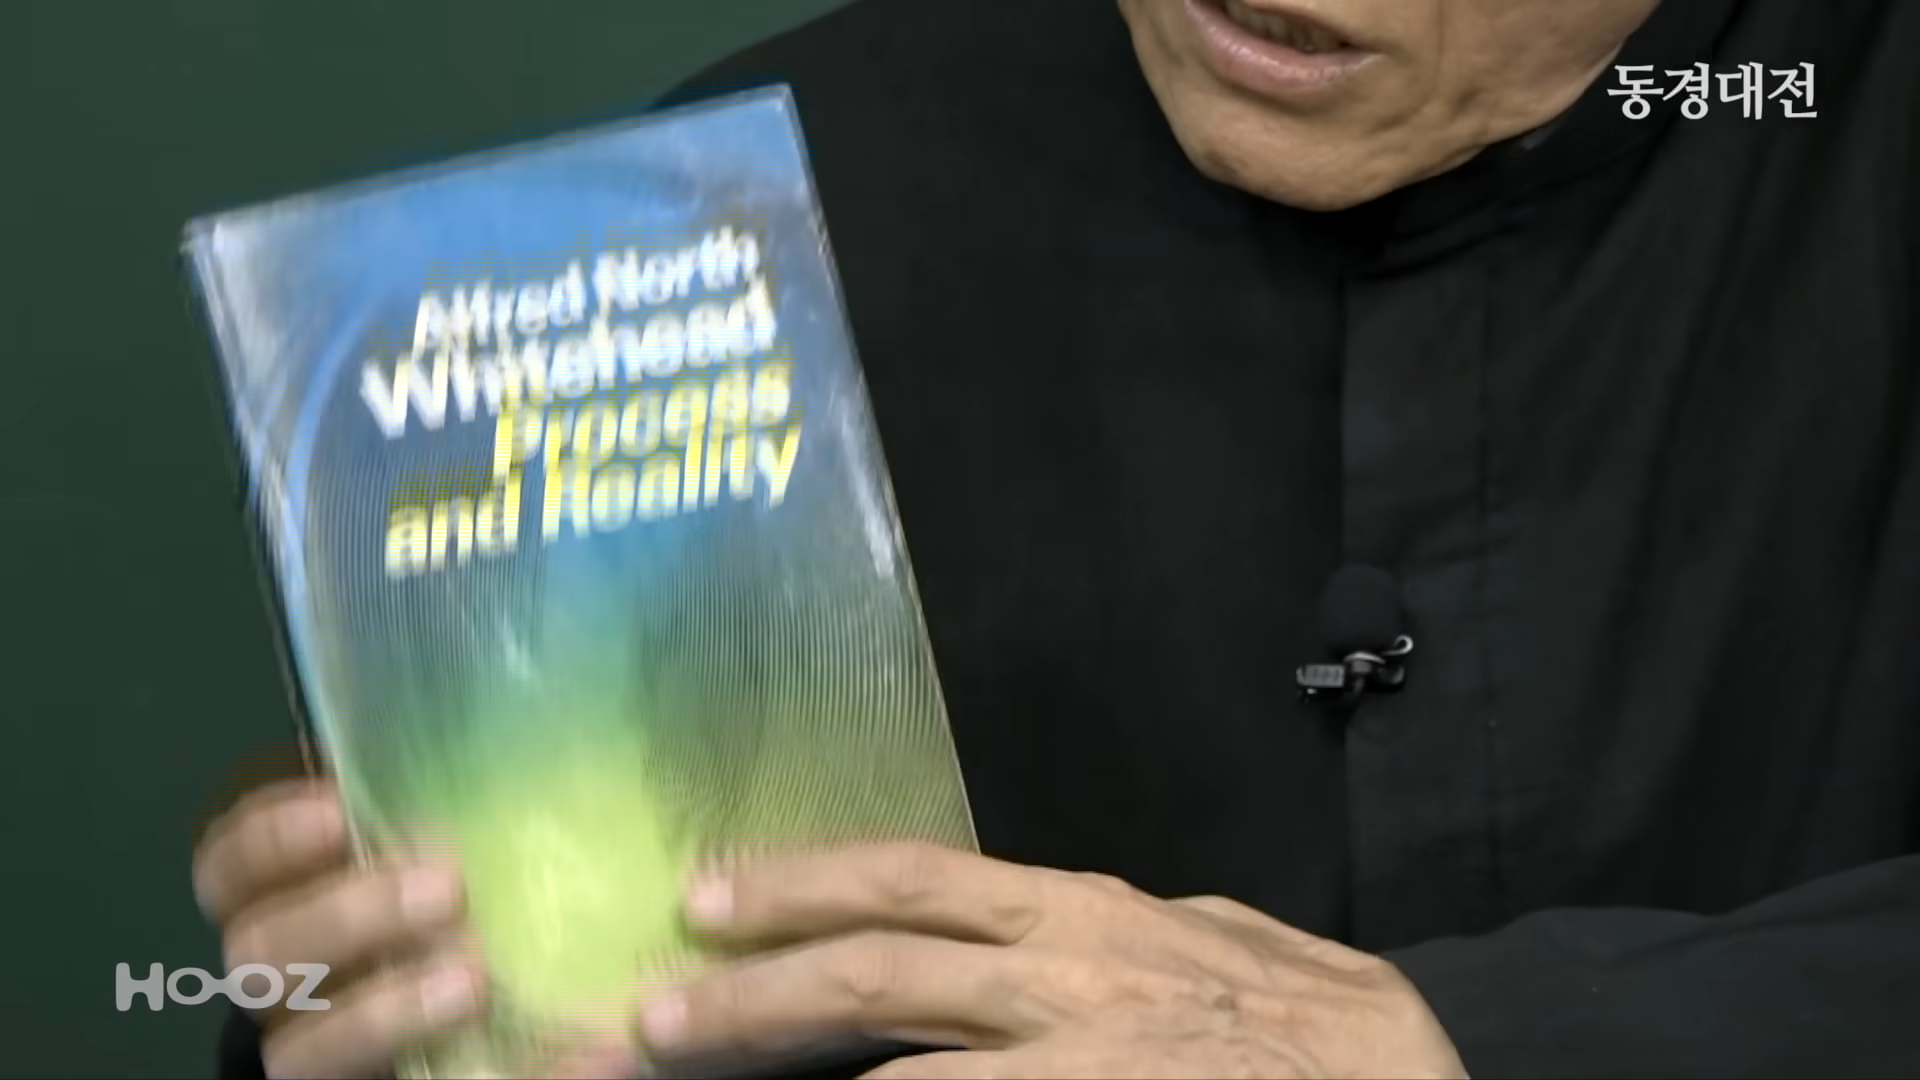 동경대전
Alfred North
Whitehead
Process
and Reality
HOOZ